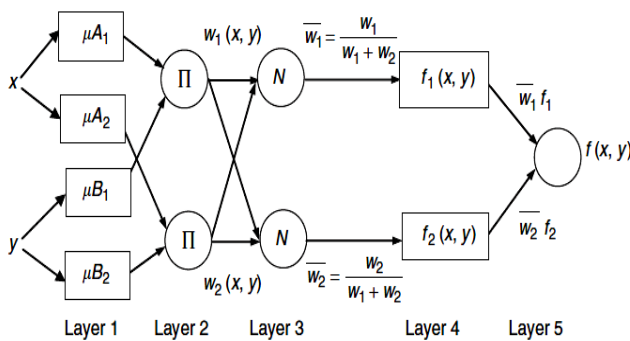 μA₁
w₁ (x, y)
w̅₁ = w₁ / (w₁ + w₂)
Π
N
f₁ (x, y)
w̅₁ f₁
x
μA₂
f (x, y)
μB₁
y
Π
N
f₂ (x, y)
w̅₂ f₂
μB₂
w₂ (x, y)
w̅₂ = w₂ / (w₁ + w₂)
Layer 1 Layer 2 Layer 3 Layer 4 Layer 5